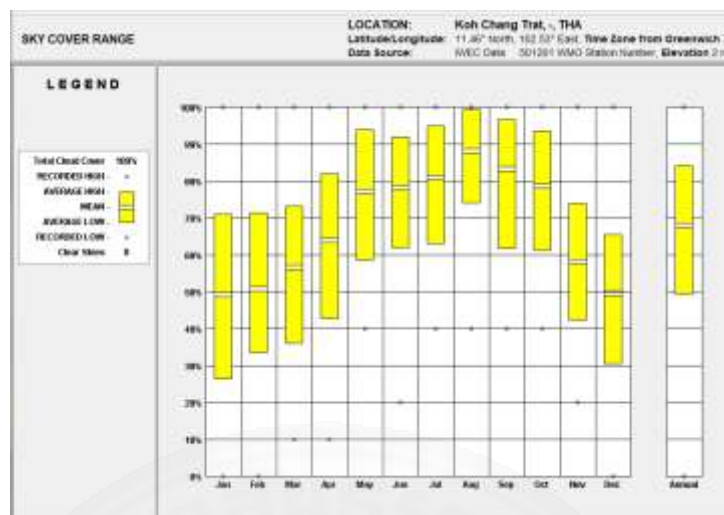 SKY COVER RANGE
LOCATION: Koh Chang Trat, -, THA
Latitude/Longitude: 11.46° North, 102.53° East, Time Zone from Greenwich 7
Data Source: IWEC Data 501201 WMO Station Number, Elevation 2 m
LEGEND
Total Cloud Cover 100%
RECORDED HIGH -
AVERAGE HIGH -
MEAN -
AVERAGE LOW -
RECORDED LOW -
Clear Skies 0
100%
90%
80%
70%
60%
50%
40%
30%
20%
10%
0%
Jan Feb Mar Apr May Jun Jul Aug Sep Oct Nov Dec Annual